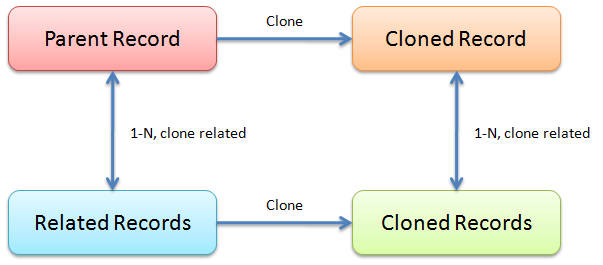 Clone
Parent Record
Cloned Record
1-N, clone related
1-N, clone related
Clone
Related Records
Cloned Records